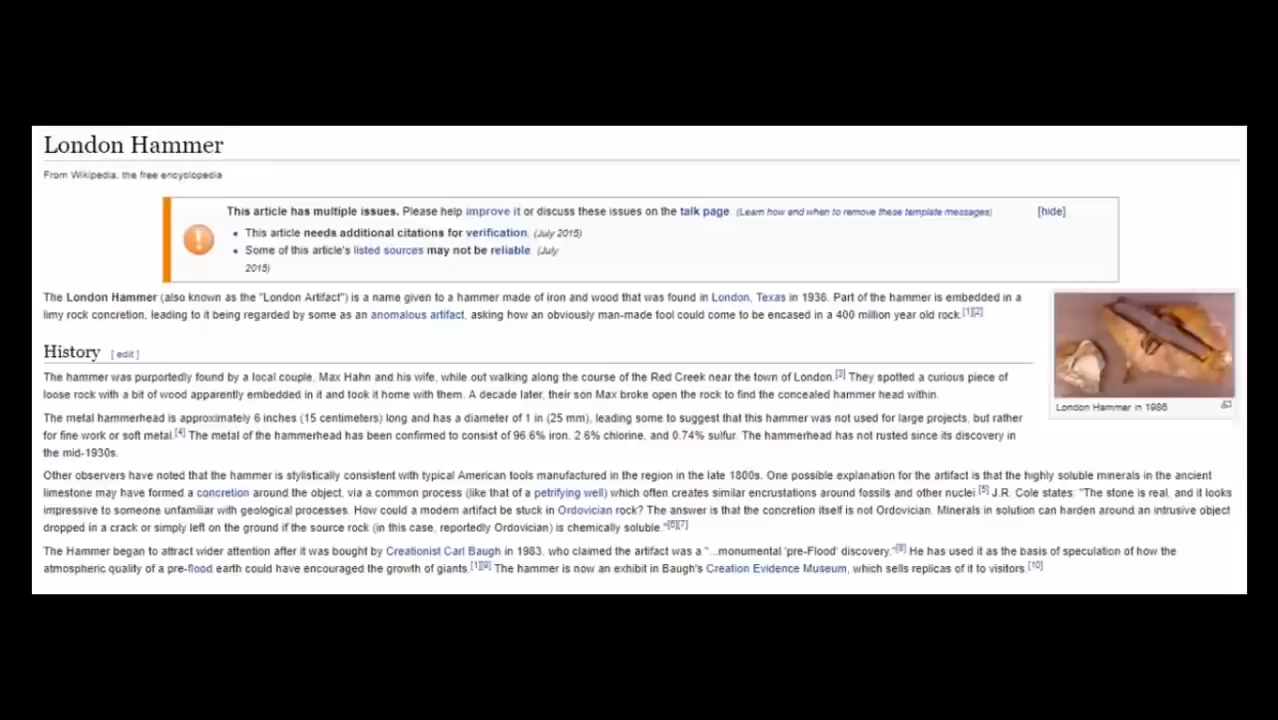 London Hammer
From Wikipedia, the free encyclopedia
This article has multiple issues. Please help improve it or discuss these issues on the talk page. (Learn how and when to remove these template messages) [hide]
• This article needs additional citations for verification. (July 2015)
• Some of this article's listed sources may not be reliable. (July
2015)
The London Hammer (also known as the "London Artifact") is a name given to a hammer made of iron and wood that was found in London, Texas in 1936. Part of the hammer is embedded in a
limy rock concretion, leading to it being regarded by some as an anomalous artifact, asking how an obviously man-made tool could come to be encased in a 400 million year old rock.[1][2]
London Hammer in 1986
History [ edit ]
The hammer was purportedly found by a local couple, Max Hahn and his wife, while out walking along the course of the Red Creek near the town of London.[3] They spotted a curious piece of
loose rock with a bit of wood apparently embedded in it and took it home with them. A decade later, their son Max broke open the rock to find the concealed hammer head within.
The metal hammerhead is approximately 6 inches (15 centimeters) long and has a diameter of 1 in (25 mm), leading some to suggest that this hammer was not used for large projects, but rather
for fine work or soft metal.[4] The metal of the hammerhead has been confirmed to consist of 96.6% iron, 2.6% chlorine, and 0.74% sulfur. The hammerhead has not rusted since its discovery in
the mid-1930s.
Other observers have noted that the hammer is stylistically consistent with typical American tools manufactured in the region in the late 1800s. One possible explanation for the artifact is that the highly soluble minerals in the ancient
limestone may have formed a concretion around the object, via a common process (like that of a petrifying well) which often creates similar encrustations around fossils and other nuclei.[5] J.R. Cole states: "The stone is real, and it looks
impressive to someone unfamiliar with geological processes. How could a modern artifact be stuck in Ordovician rock? The answer is that the concretion itself is not Ordovician. Minerals in solution can harden around an intrusive object
dropped in a crack or simply left on the ground if the source rock (in this case, reportedly Ordovician) is chemically soluble."[6][7]
The Hammer began to attract wider attention after it was bought by Creationist Carl Baugh in 1983, who claimed the artifact was a "...monumental 'pre-Flood' discovery."[8] He has used it as the basis of speculation of how the
atmospheric quality of a pre-flood earth could have encouraged the growth of giants.[1][9] The hammer is now an exhibit in Baugh's Creation Evidence Museum, which sells replicas of it to visitors.[10]